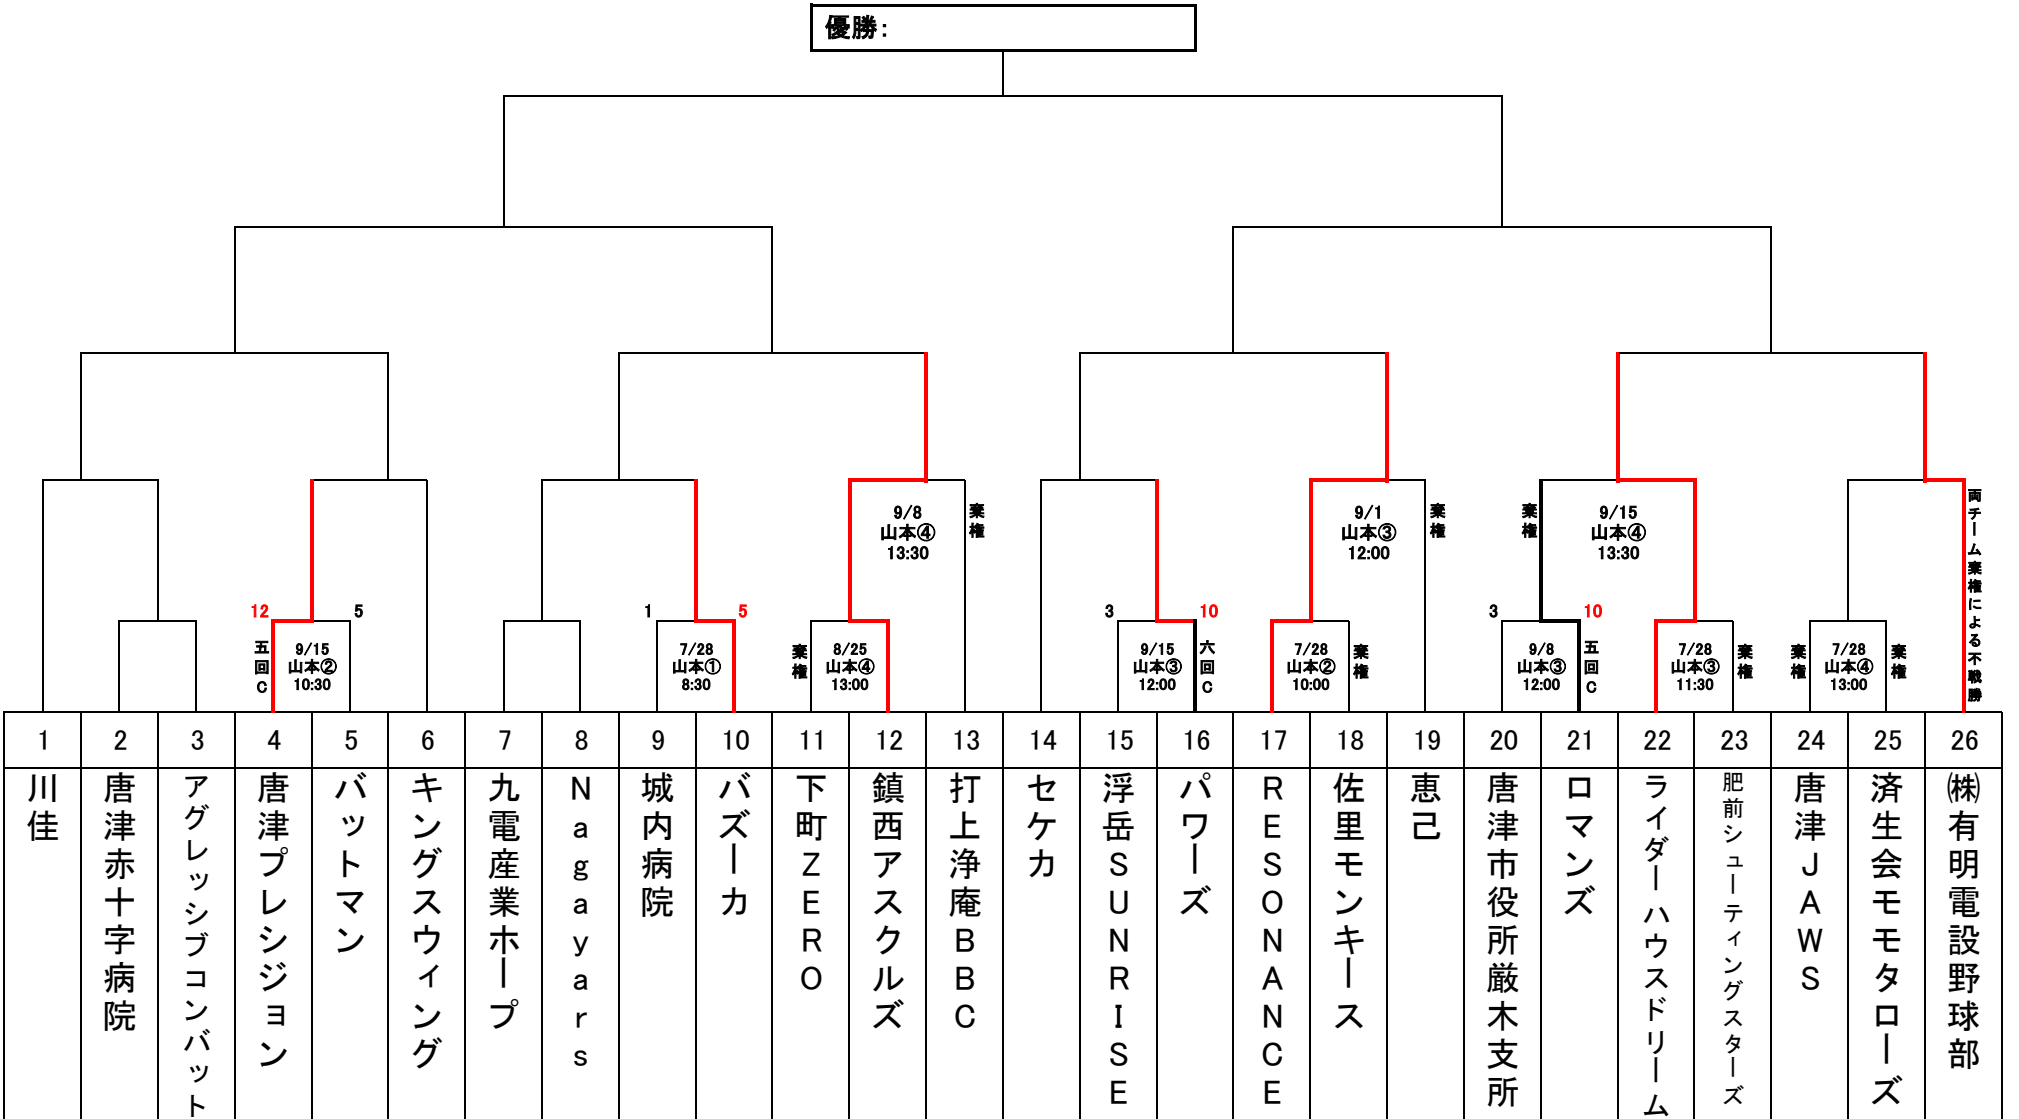 優勝：
両チーム棄権による不戦勝
9/8
山本④
13:30
棄権
9/1
山本③
12:00
棄権
棄権
9/15
山本④
13:30
12
5
1
5
3
10
3
10
五回C
9/15
山本②
10:30
7/28
山本①
8:30
棄権
8/25
山本④
13:00
9/15
山本③
12:00
六回C
7/28
山本②
10:00
棄権
9/8
山本③
12:00
五回C
7/28
山本③
11:30
棄権
棄権
7/28
山本④
13:00
棄権
1 2 3 4 5 6 7 8 9 10 11 12 13 14 15 16 17 18 19 20 21 22 23 24 25 26
川佳
唐津赤十字病院
アグレッシブコンバット
唐津プレシジョン
バットマン
キングスウィング
九電産業ホープ
Nagayars
城内病院
バズーカ
下町ZERO
鎮西アスクルズ
打上浄庵BBC
セケカ
浮岳SUNRISE
パワーズ
RESONANCE
佐里モンキース
恵己
唐津市役所厳木支所
ロマンズ
ライダーハウスドリーム
肥前シューティングスターズ
唐津JAWS
済生会モモタローズ
㈱有明電設野球部